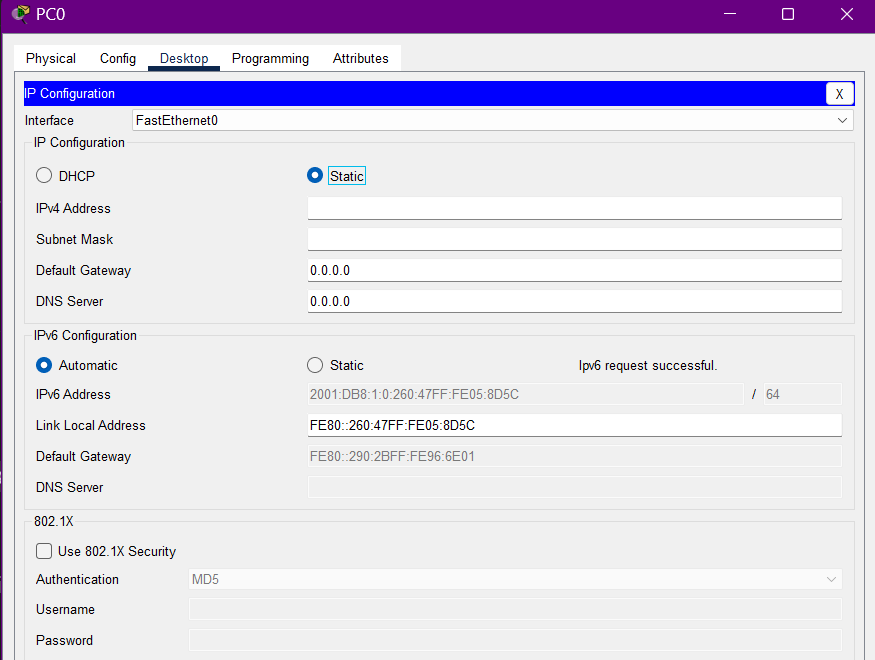 PC0
Physical Config Desktop Programming Attributes
IP Configuration X
Interface FastEthernet0
IP Configuration
DHCP Static
IPv4 Address
Subnet Mask
Default Gateway 0.0.0.0
DNS Server 0.0.0.0
IPv6 Configuration
Automatic Static Ipv6 request successful.
IPv6 Address 2001:DB8:1:0:260:47FF:FE05:8D5C / 64
Link Local Address FE80::260:47FF:FE05:8D5C
Default Gateway FE80::290:2BFF:FE96:6E01
DNS Server
802.1X
Use 802.1X Security
Authentication MD5
Username
Password